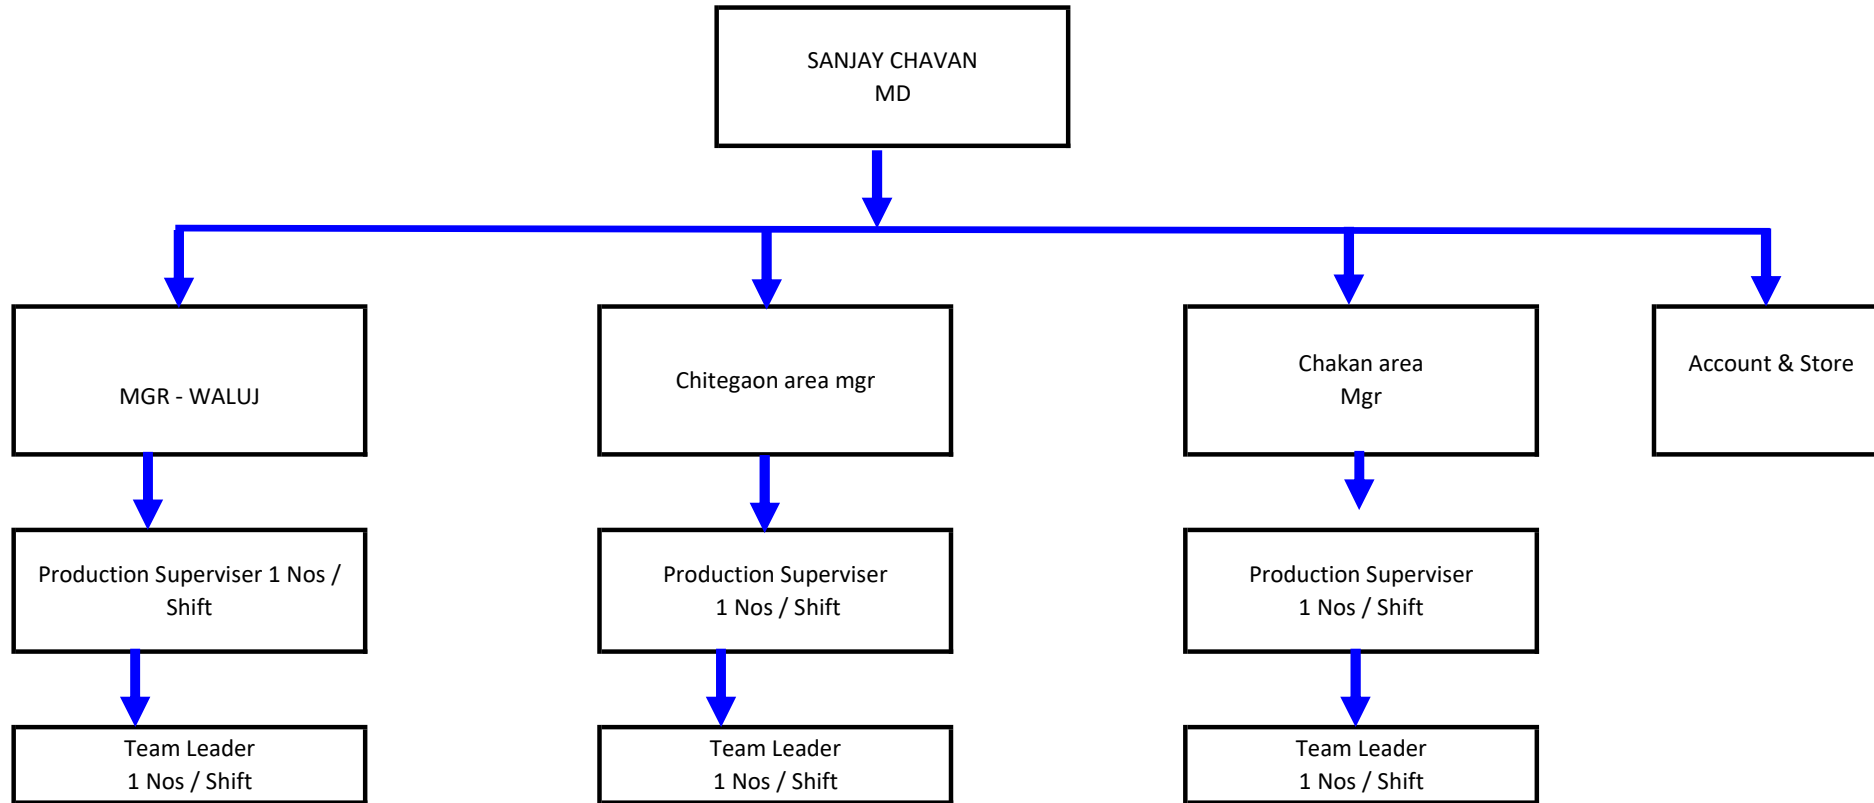 SANJAY CHAVAN
MD
MGR - WALUJ
Chitegaon area mgr
Chakan area
Mgr
Account & Store
Production Superviser 1 Nos /
Shift
Production Superviser
1 Nos / Shift
Production Superviser
1 Nos / Shift
Team Leader
1 Nos / Shift
Team Leader
1 Nos / Shift
Team Leader
1 Nos / Shift